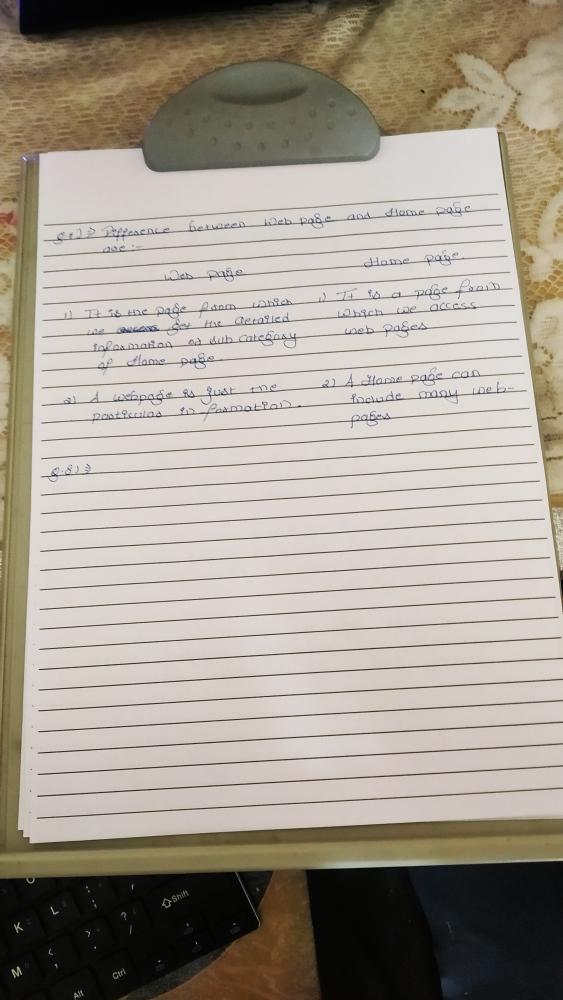 Difference between Web page and Home page
are :-
Web page Home page.
1) It is the page from which
we get the detailed
information or sub category
of Home page
1) It is a page from
which we access
web pages
2) A webpage is just the
particular information.
2) A Home page can
include many web-
pages
Q.8) ⇒
K L : ; " ' ⇧Shift
M < , > . ? /
Alt Ctrl